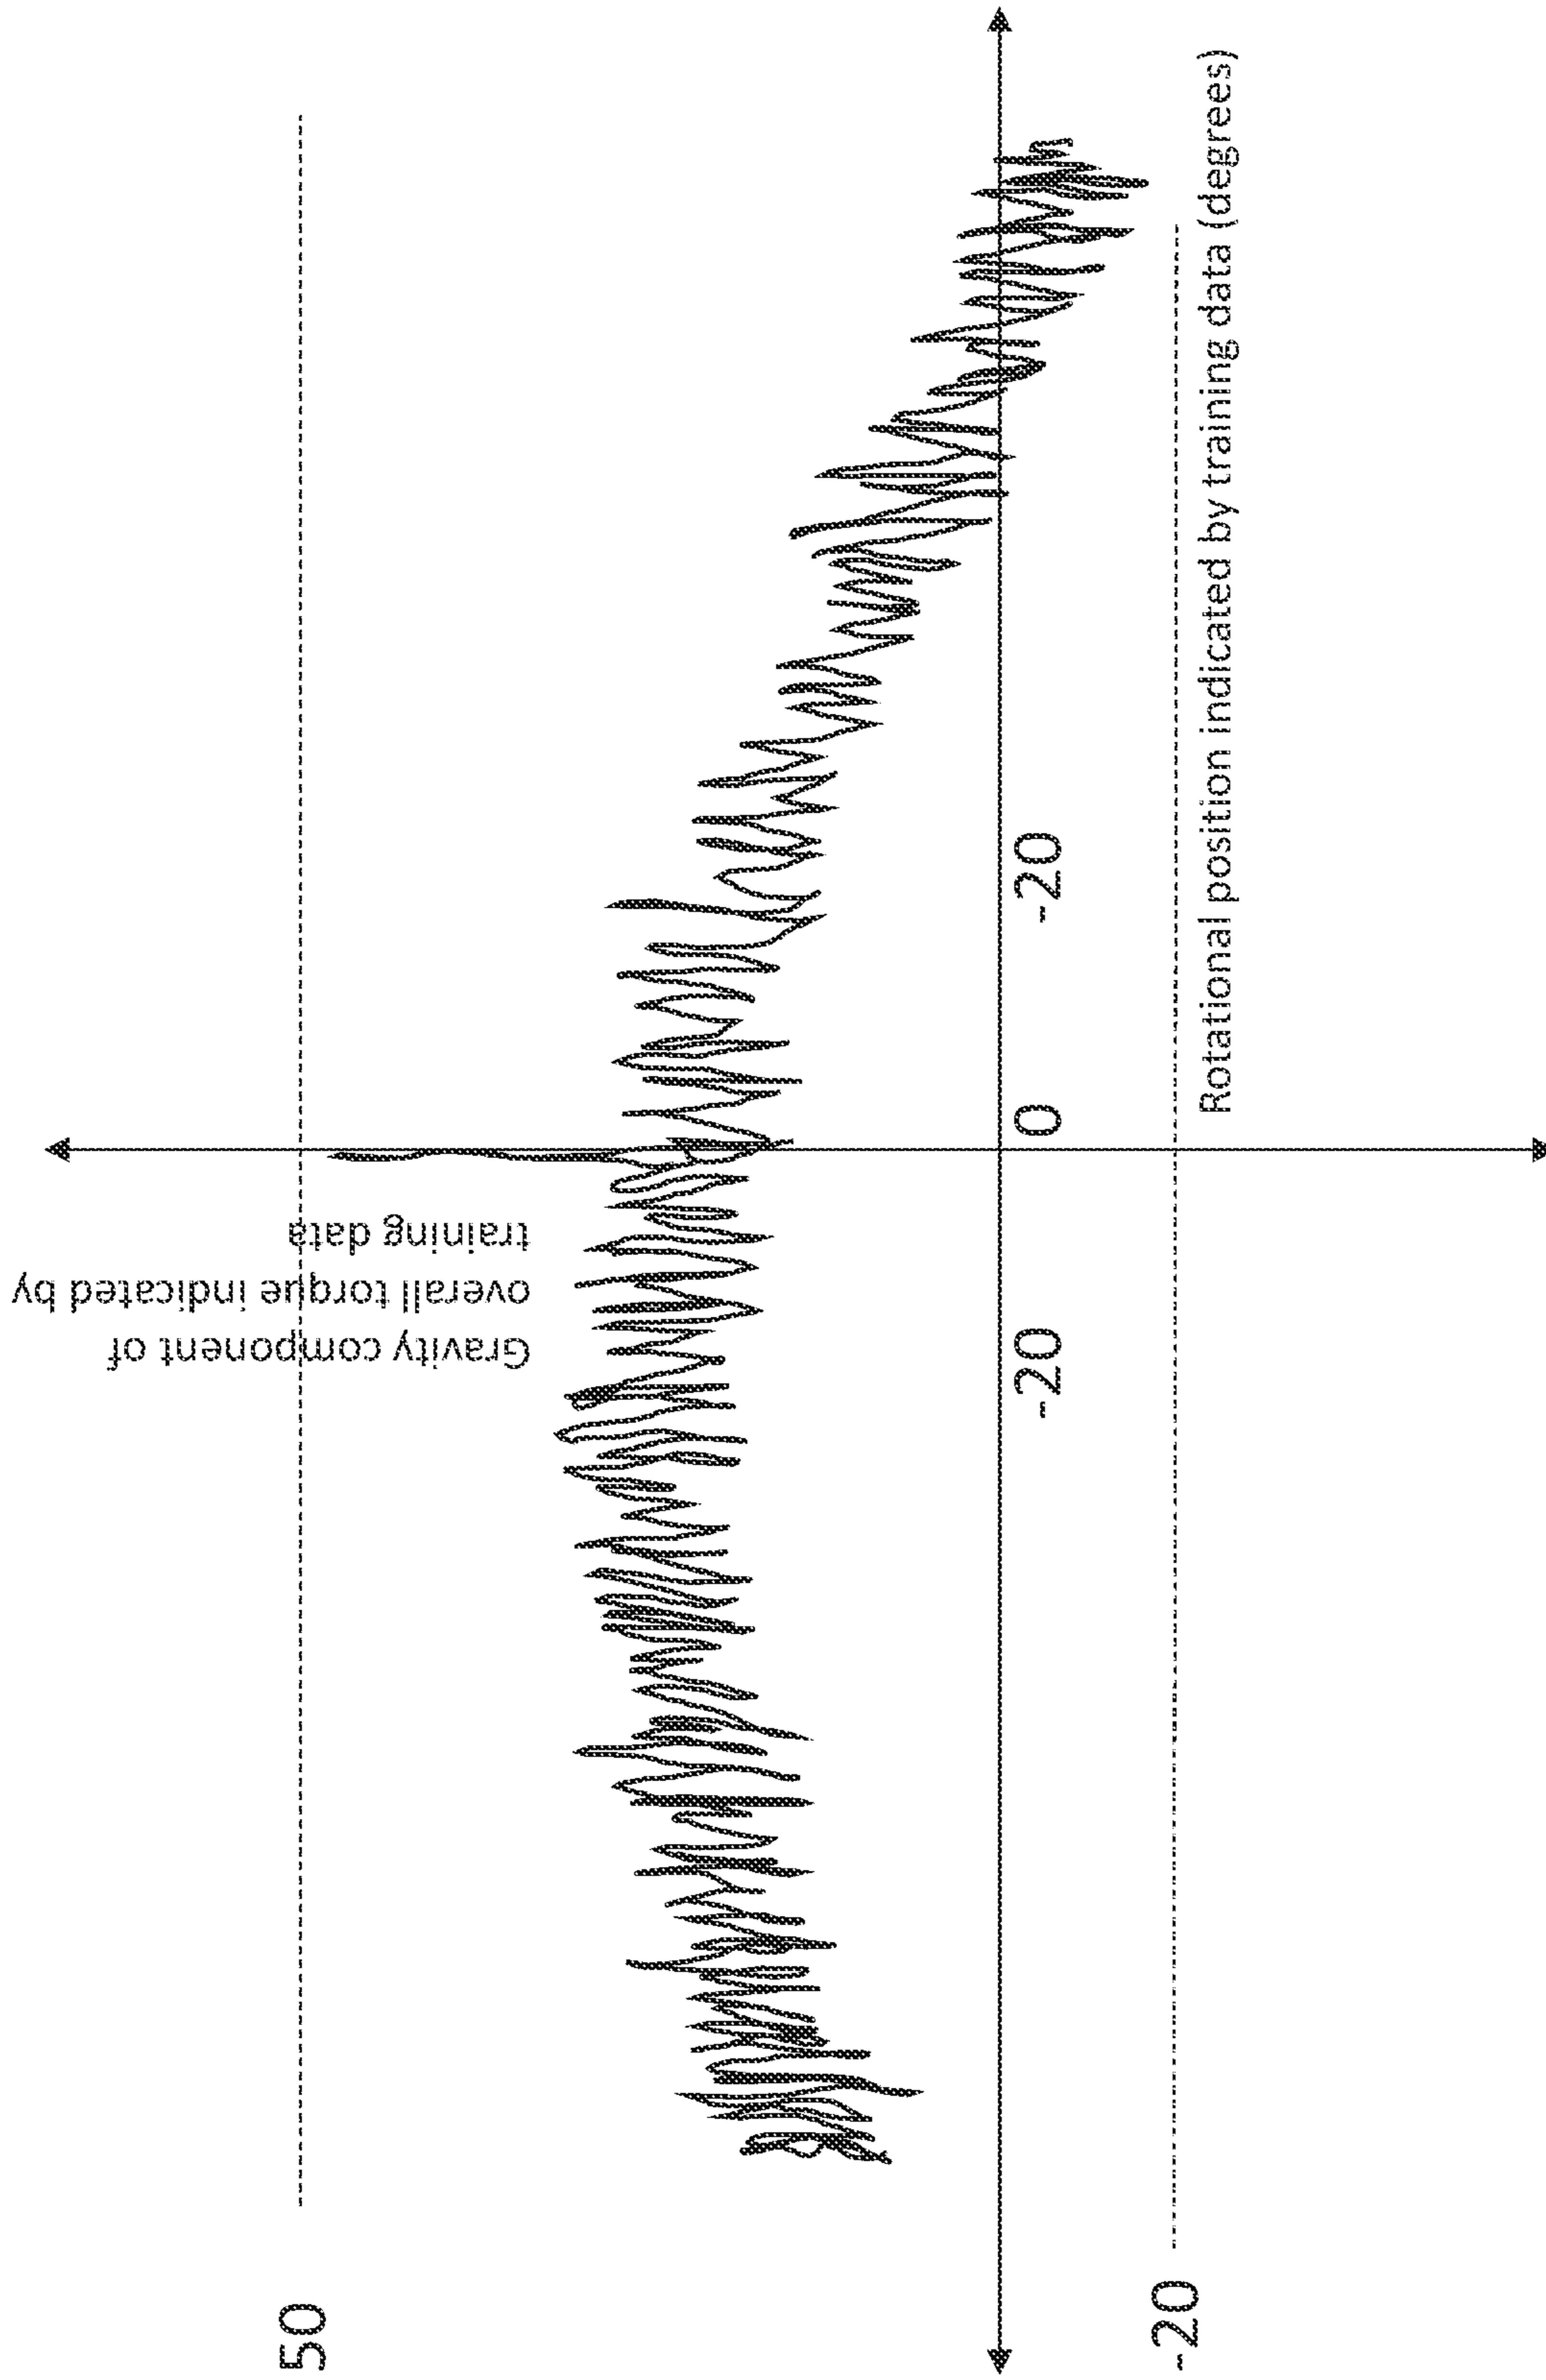 50
Gravity component of
overall torque indicated by
training data
-20
0
-20
-20
Rotational position indicated by training data (degrees)